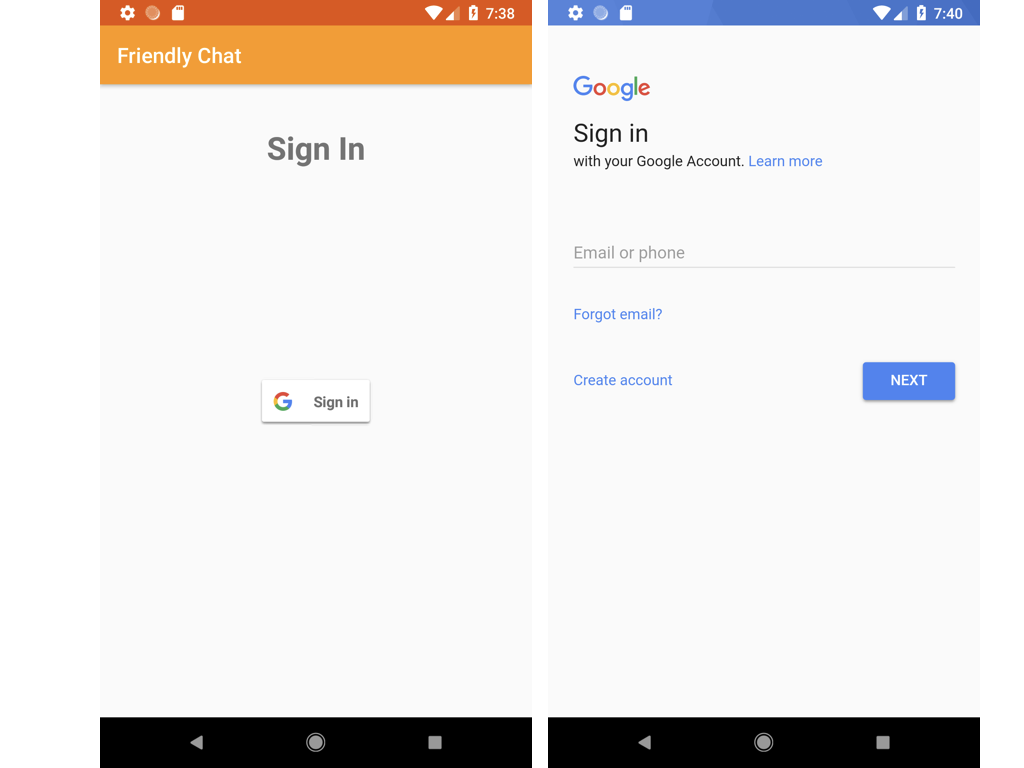 7:38
Friendly Chat
Sign In
Sign in
7:40
Google
Sign in
with your Google Account. Learn more
Email or phone
Forgot email?
Create account
NEXT